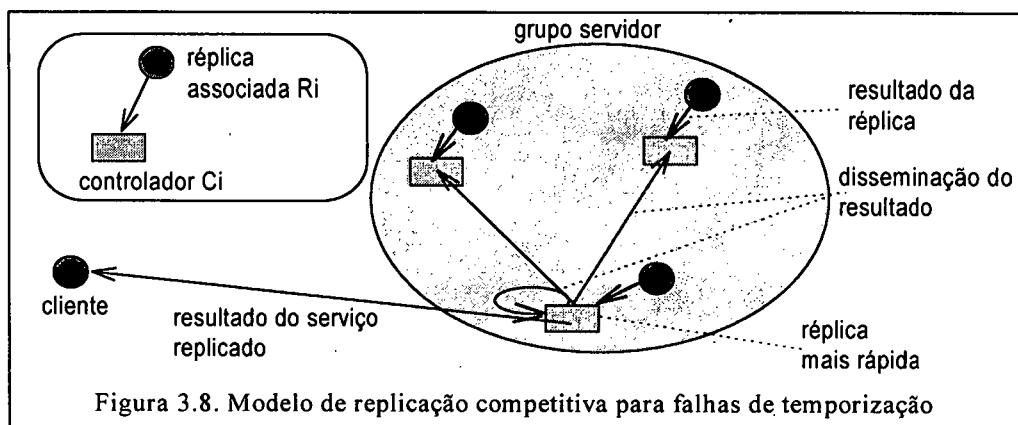 grupo servidor
réplica
associada Ri
controlador Ci
resultado da
réplica
disseminação do
resultado
cliente
resultado do serviço
replicado
réplica
mais rápida
Figura 3.8. Modelo de replicação competitiva para falhas de temporização